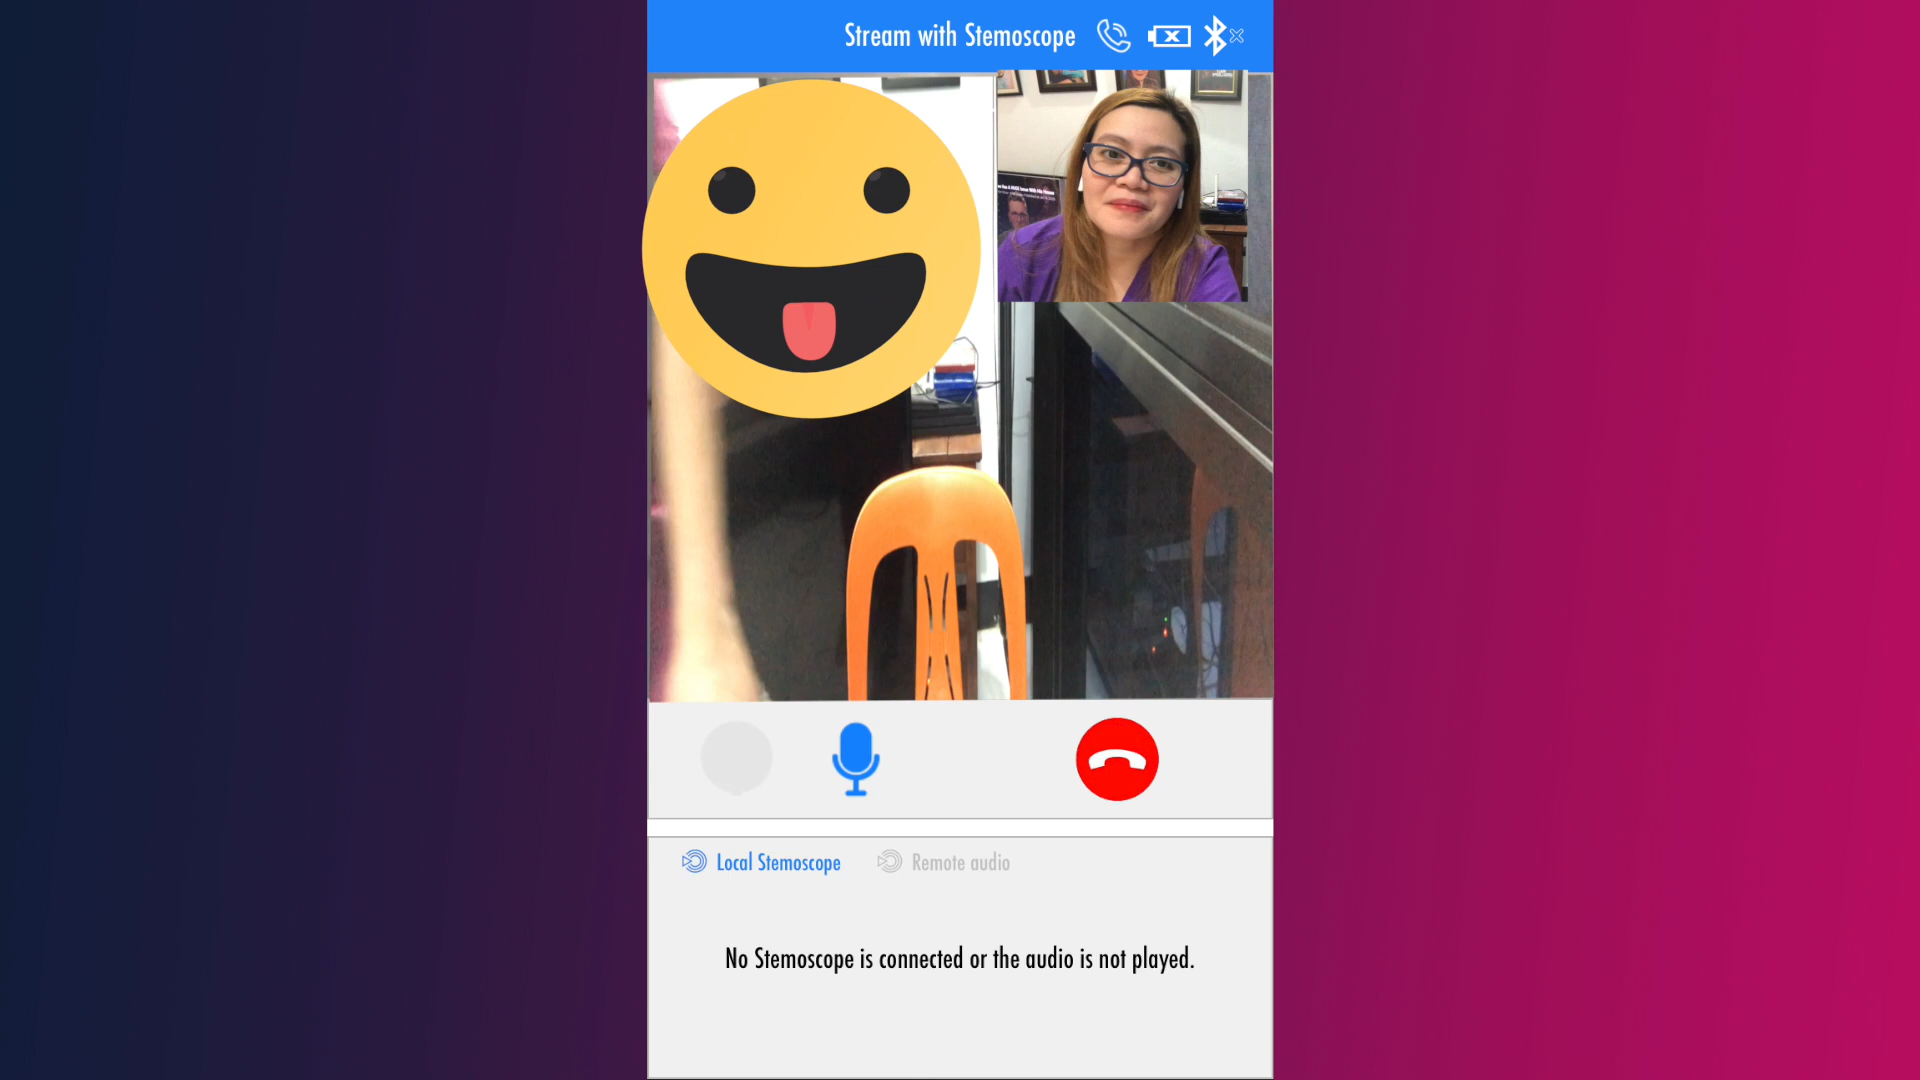 Stream with Stemoscope
Local Stemoscope
Remote audio
No Stemoscope is connected or the audio is not played.